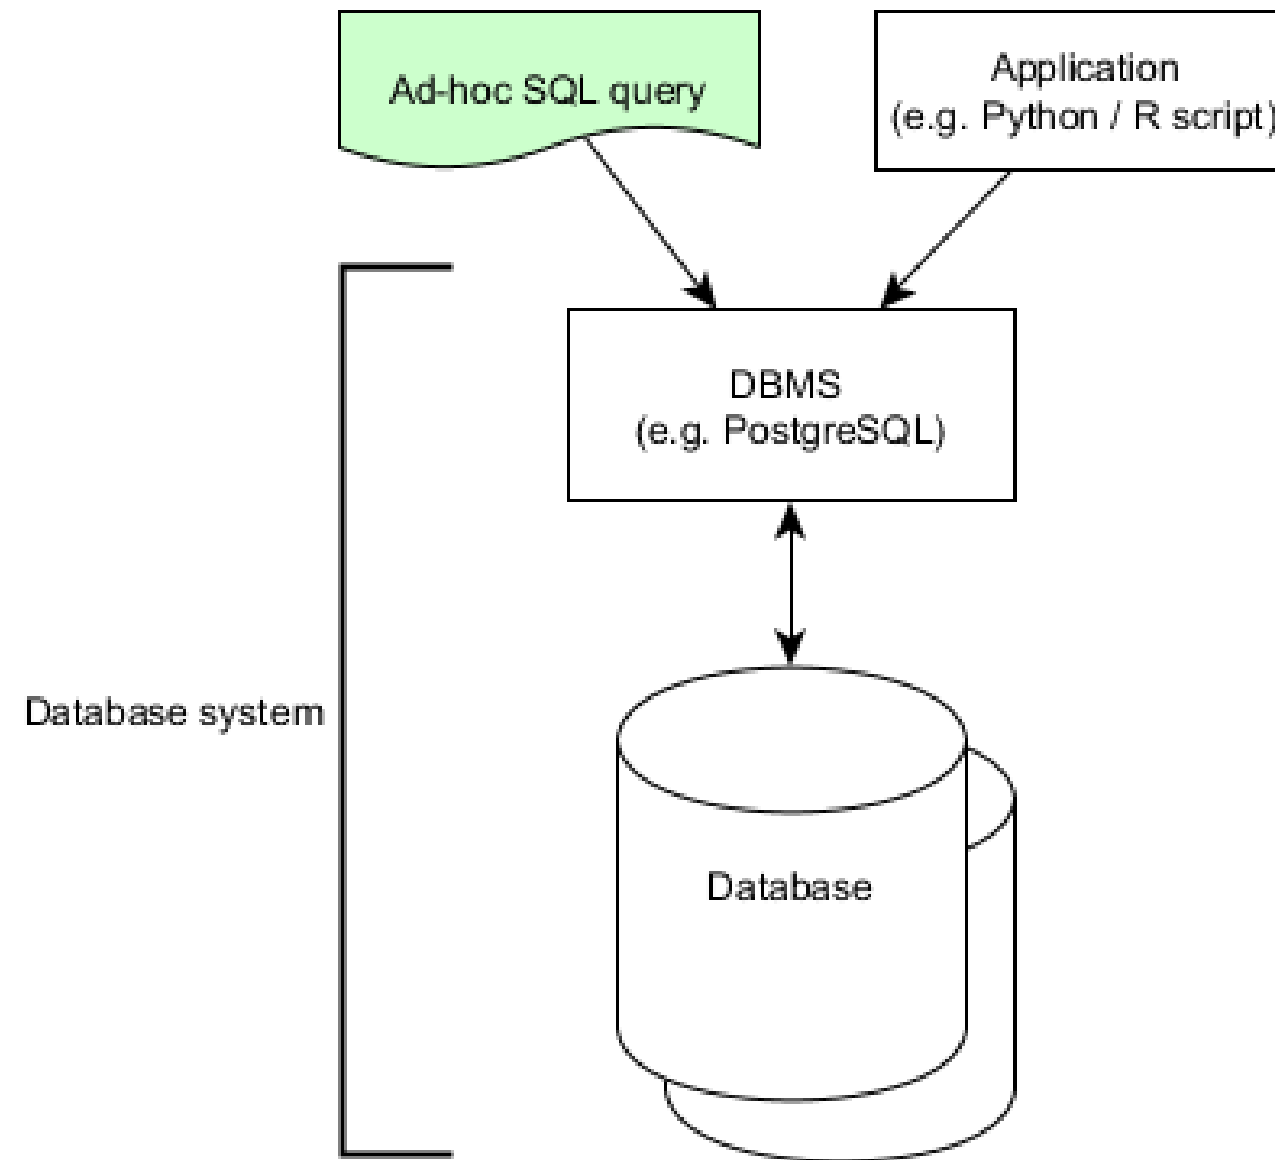 Ad-hoc SQL query
Application
(e.g. Python / R script)
DBMS
(e.g. PostgreSQL)
Database system
Database